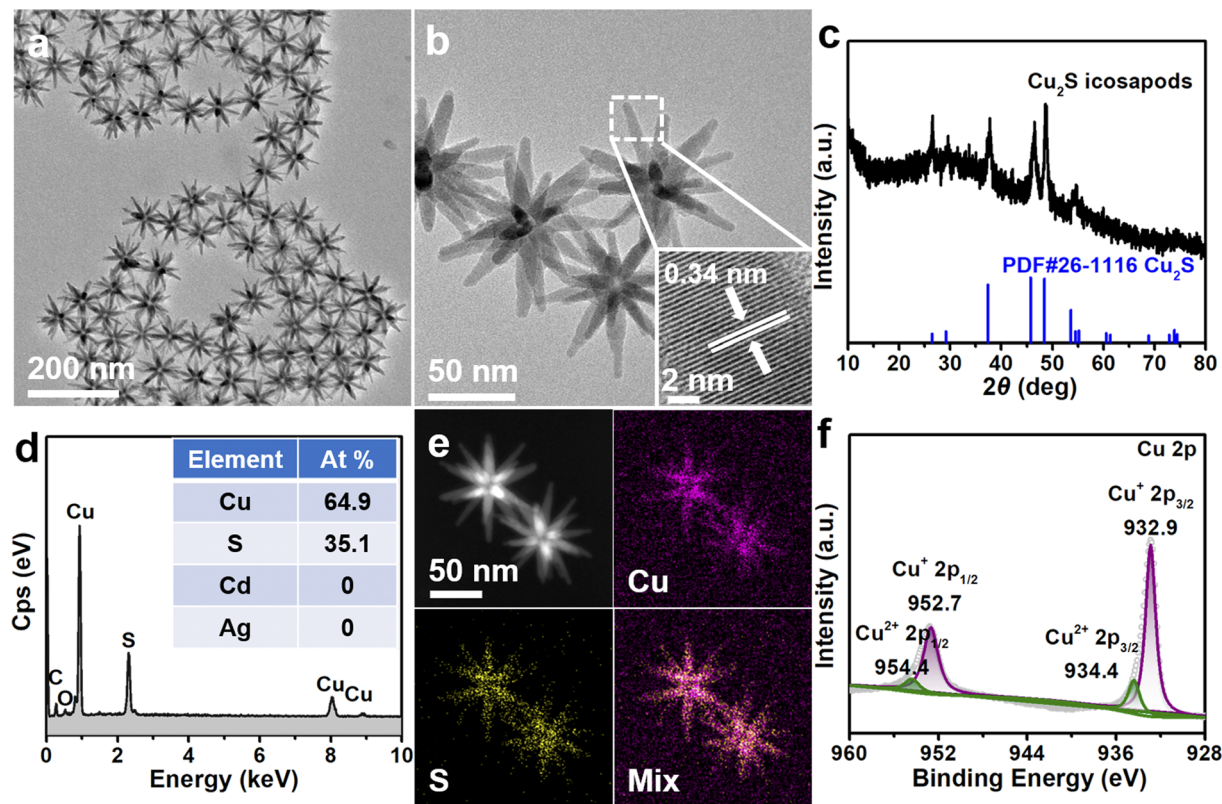 a
200 nm
b
0.34 nm
2 nm
50 nm
c
Cu₂S icosapods
PDF#26-1116 Cu₂S
Intensity (a.u.)
10 20 30 40 50 60 70 80
2θ (deg)
d
Element At %
Cu 64.9
S 35.1
Cd 0
Ag 0
Cu
S
C
O
Cu Cu
Cps (eV)
0 2 4 6 8 10
Energy (keV)
e
50 nm
Cu
S
Mix
f
Cu 2p
Cu⁺ 2p₃/₂
932.9
Cu⁺ 2p₁/₂
952.7
Cu²⁺ 2p₁/₂
954.4
Cu²⁺ 2p₃/₂
934.4
Intensity (a.u.)
960 952 944 936 928
Binding Energy (eV)